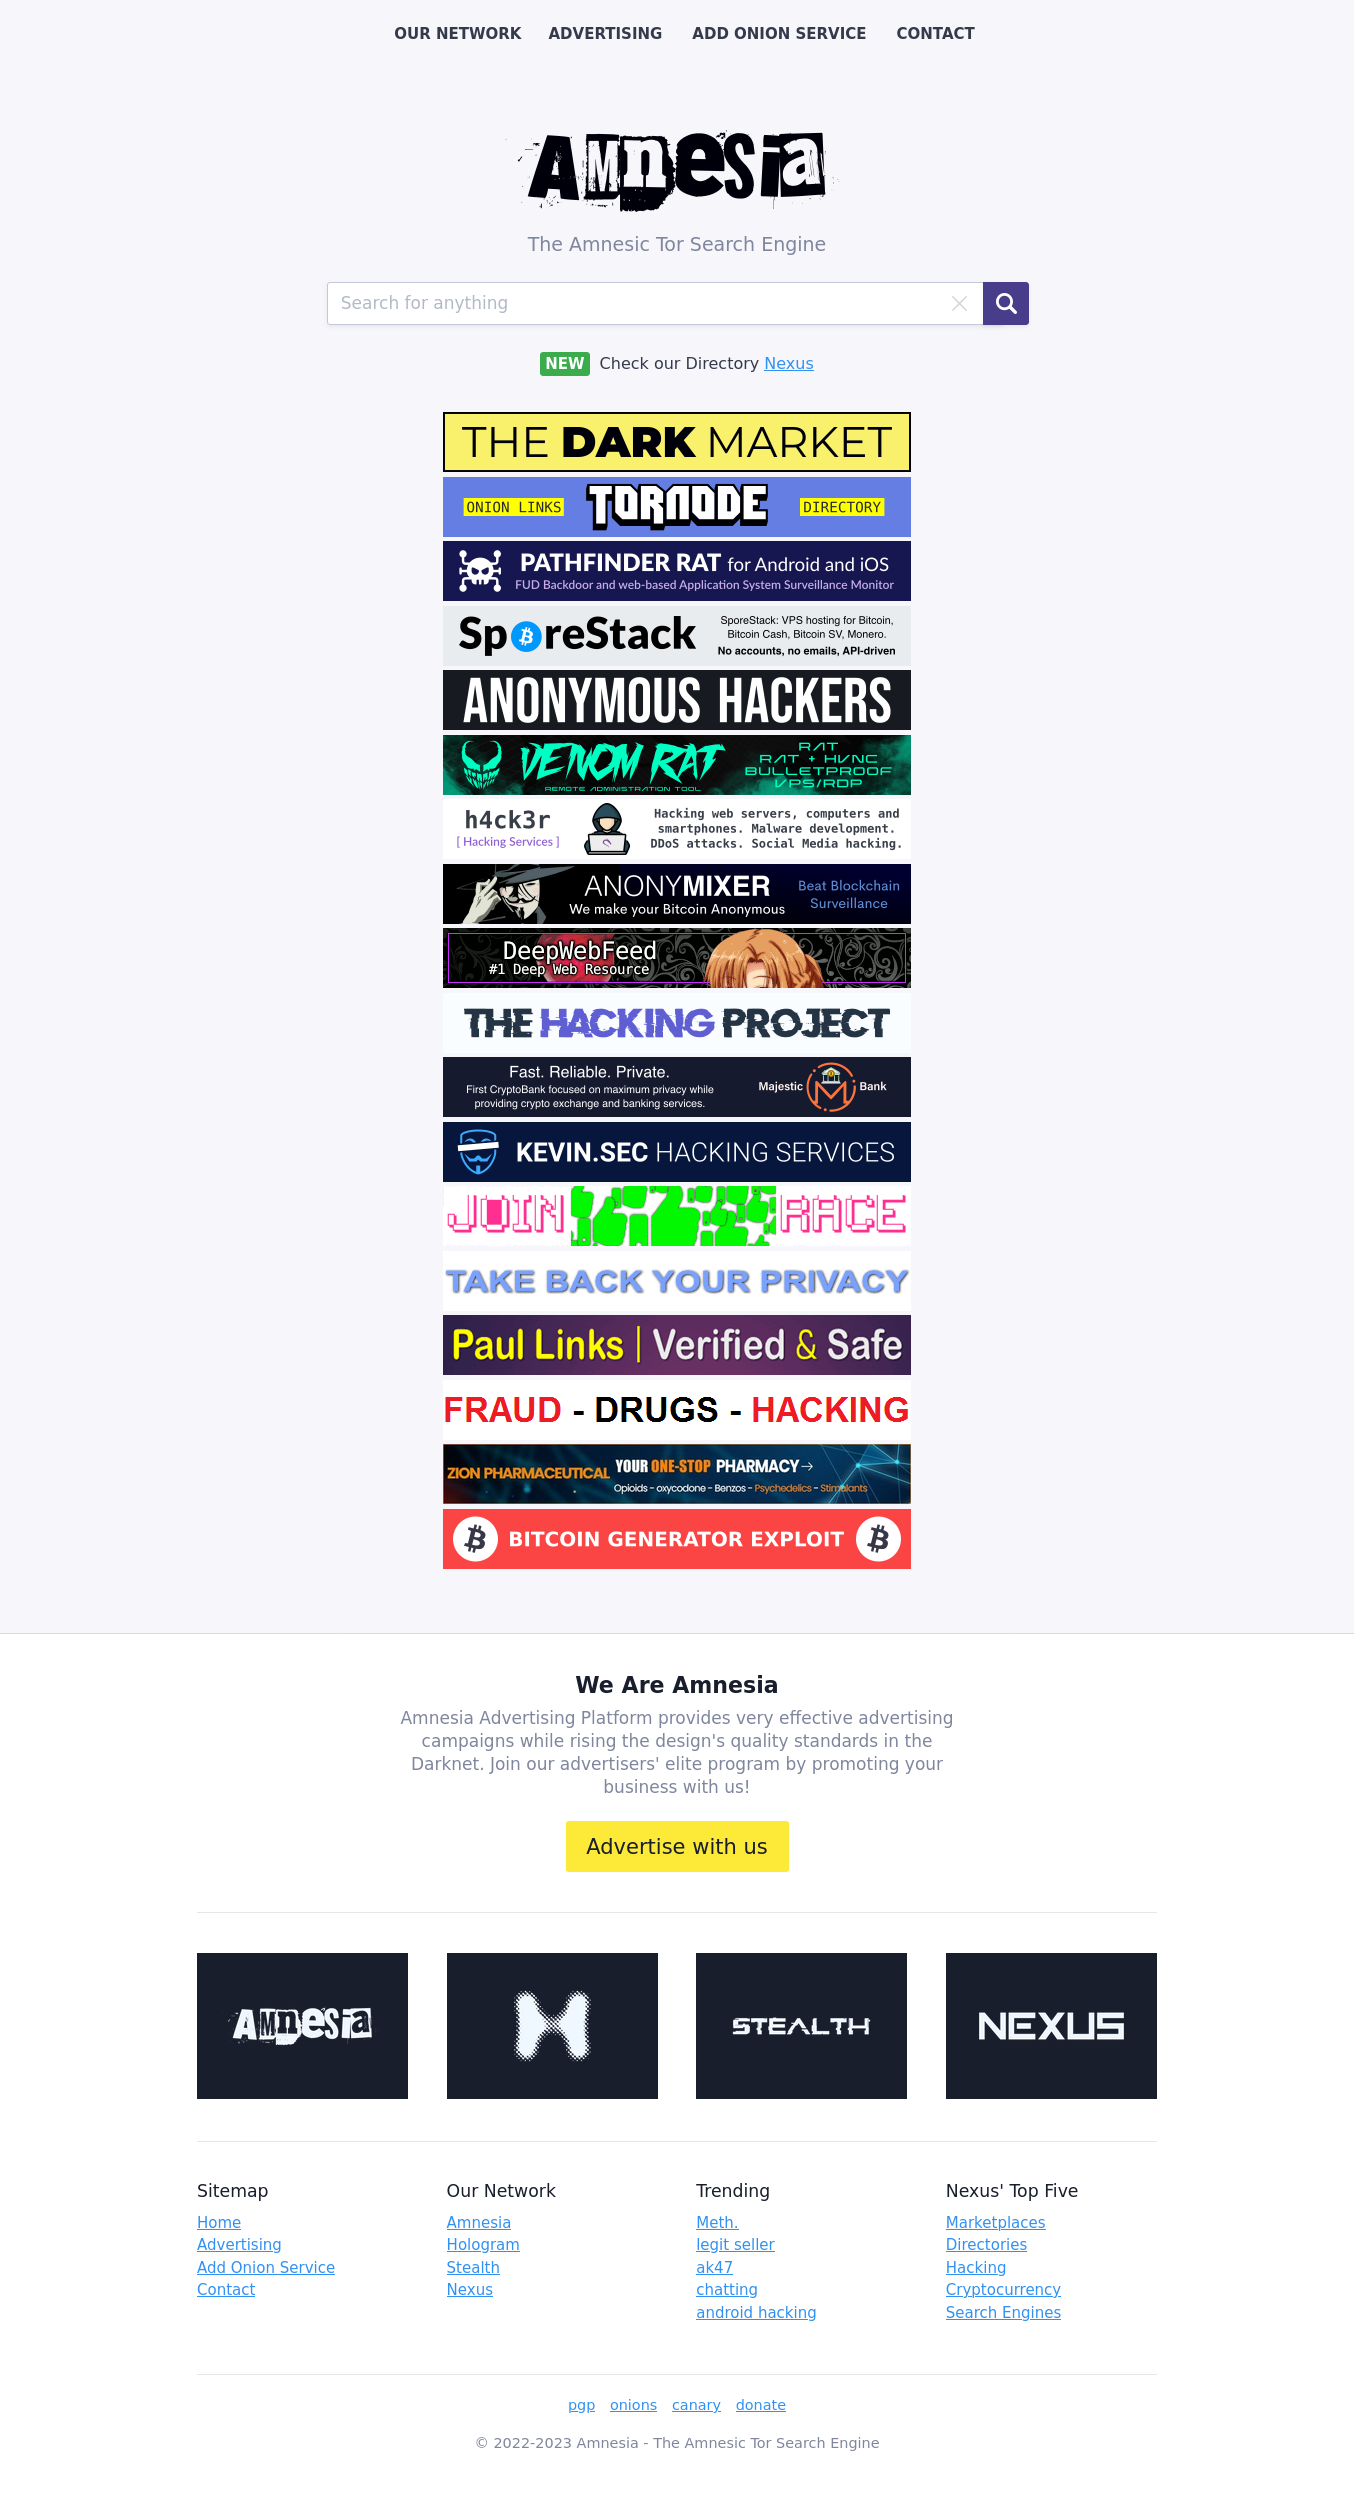 OUR NETWORK ADVERTISING ADD ONION SERVICE CONTACT
Amnesia
The Amnesic Tor Search Engine
Search for anything
NEW Check our Directory Nexus
THE DARK MARKET
ONION LINKS TORNODE DIRECTORY
PATHFINDER RAT for Android and iOS
FUD Backdoor and web-based Application System Surveillance Monitor
SporeStack
SporeStack: VPS hosting for Bitcoin,
Bitcoin Cash, Bitcoin SV, Monero.
No accounts, no emails, API-driven
ANONYMOUS HACKERS
VENOM RAT
REMOTE ADMINISTRATION TOOL
RAT
RAT + HVNC
BULLETPROOF
VPS/RDP
h4ck3r
[ Hacking Services ]
Hacking web servers, computers and
smartphones. Malware development.
DDoS attacks. Social Media hacking.
ANONYMIXER
We make your Bitcoin Anonymous
Beat Blockchain
Surveillance
DeepWebFeed
#1 Deep Web Resource
THE HACKING PROJECT
Fast. Reliable. Private.
First CryptoBank focused on maximum privacy while
providing crypto exchange and banking services.
Majestic Bank
KEVIN.SEC HACKING SERVICES
JOIN RACE
TAKE BACK YOUR PRIVACY
Paul Links | Verified & Safe
FRAUD - DRUGS - HACKING
ZION PHARMACEUTICAL YOUR ONE-STOP PHARMACY→
Opioids - oxycodone - Benzos - Psychedelics - Stimulants
BITCOIN GENERATOR EXPLOIT
We Are Amnesia
Amnesia Advertising Platform provides very effective advertising
campaigns while rising the design's quality standards in the
Darknet. Join our advertisers' elite program by promoting your
business with us!
Advertise with us
Amnesia
STEALTH
NEXUS
Sitemap
Home
Advertising
Add Onion Service
Contact
Our Network
Amnesia
Hologram
Stealth
Nexus
Trending
Meth.
legit seller
ak47
chatting
android hacking
Nexus' Top Five
Marketplaces
Directories
Hacking
Cryptocurrency
Search Engines
pgp onions canary donate
© 2022-2023 Amnesia - The Amnesic Tor Search Engine